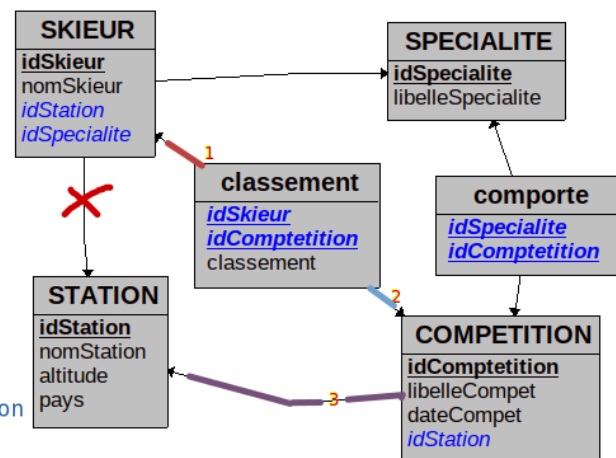 SKIEUR
idSkieur
nomSkieur
idStation
idSpecialite
SPECIALITE
idSpecialite
libelleSpecialite
1
classement
idSkieur
idComptetition
classement
comporte
idSpecialite
idComptetition
STATION
idStation
nomStation
altitude
pays
on
2
COMPETITION
idComptetition
libelleCompet
dateCompet
idStation
3